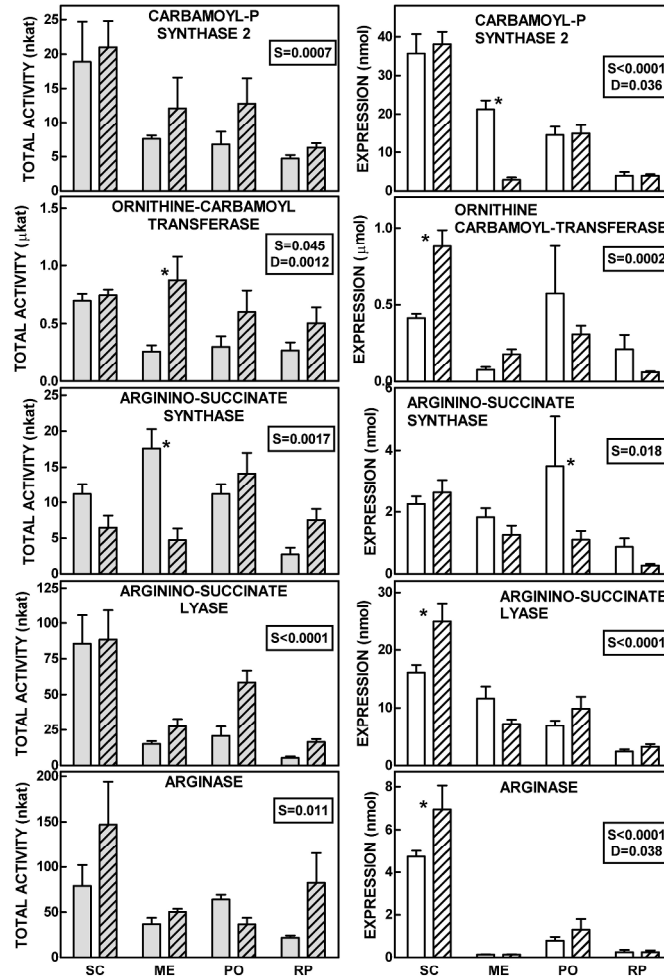 CARBAMOYL-P
SYNTHASE 2
S=0.0007
TOTAL ACTIVITY (nkat)
25
20
15
10
5
0
CARBAMOYL-P
SYNTHASE 2
S<0.0001
D=0.036
EXPRESSION (nmol)
40
30
20
10
0
*
ORNITHINE-CARBAMOYL
TRANSFERASE
S=0.045
D=0.0012
TOTAL ACTIVITY (μkat)
1.5
1.0
0.5
0.0
*
ORNITHINE
CARBAMOYL-TRANSFERASE
S=0.0002
EXPRESSION (μmol)
1.0
0.5
0.0
*
ARGININO-SUCCINATE
SYNTHASE
S=0.0017
TOTAL ACTIVITY (nkat)
20
15
10
5
0
*
ARGININO-SUCCINATE
SYNTHASE
S=0.018
EXPRESSION (nmol)
6
4
2
0
*
ARGININO-SUCCINATE
LYASE
S<0.0001
TOTAL ACTIVITY (nkat)
125
100
75
50
25
0
ARGININO-SUCCINATE
LYASE
S<0.0001
EXPRESSION (nmol)
30
20
10
0
*
ARGINASE
S=0.011
TOTAL ACTIVITY (nkat)
200
150
100
50
0
SC ME PO RP
ARGINASE
S<0.0001
D=0.038
EXPRESSION (nmol)
8
6
4
2
0
*
SC ME PO RP